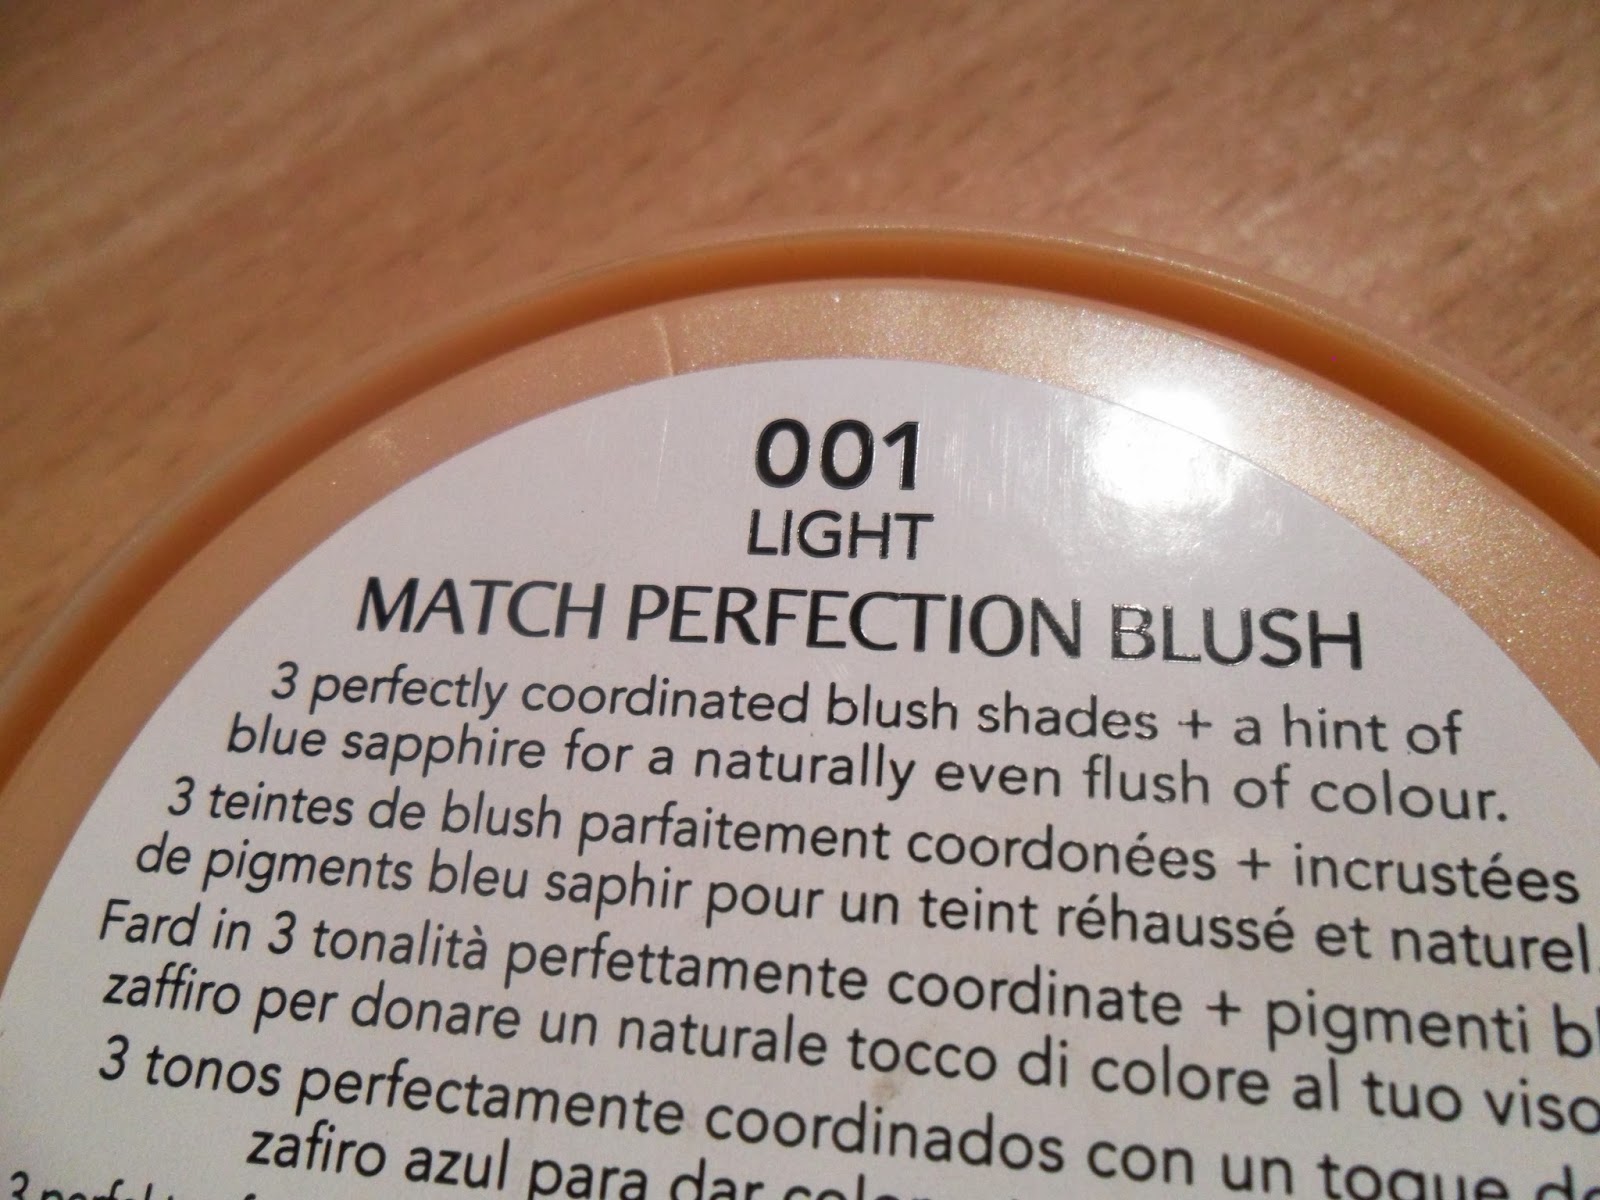 001
LIGHT
MATCH PERFECTION BLUSH
3 perfectly coordinated blush shades + a hint of
blue sapphire for a naturally even flush of colour.
3 teintes de blush parfaitement coordonées + incrustées
de pigments bleu saphir pour un teint réhaussé et naturel.
Fard in 3 tonalità perfettamente coordinate + pigmenti
zaffiro per donare un naturale tocco di colore al tuo viso
3 tonos perfectamente coordinados con un toque
zafiro azul para dar
3